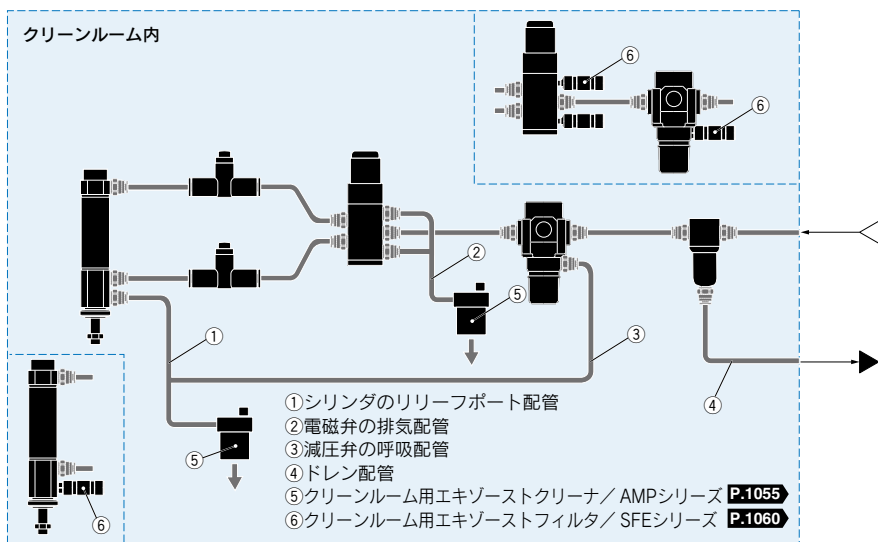 クリーンルーム内
⑥
⑥
②
⑤
①
③
④
⑤
⑥
①シリンダのリリーフポート配管
②電磁弁の排気配管
③減圧弁の呼吸配管
④ドレン配管
⑤クリーンルーム用エキゾーストクリーナ／AMPシリーズ P.1055
⑥クリーンルーム用エキゾーストフィルタ／SFEシリーズ P.1060